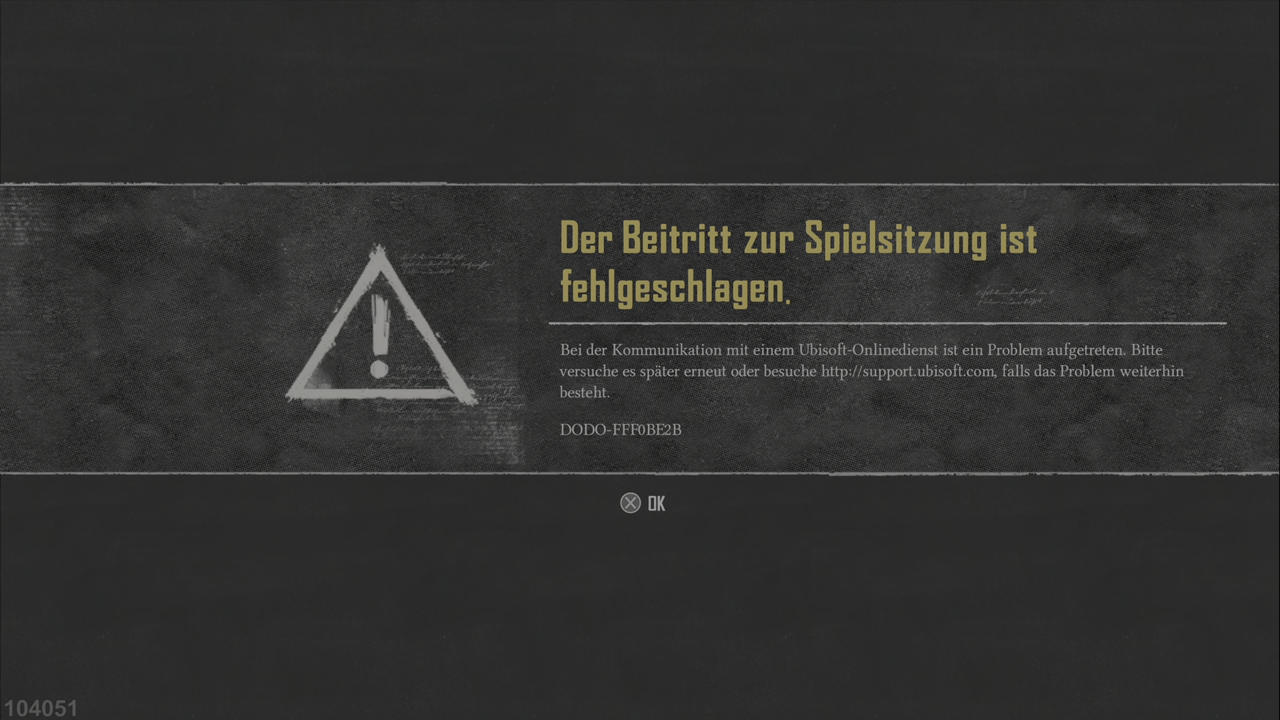 Der Beitritt zur Spielsitzung ist
fehlgeschlagen.
Bei der Kommunikation mit einem Ubisoft-Onlinedienst ist ein Problem aufgetreten. Bitte
versuche es später erneut oder besuche http://support.ubisoft.com, falls das Problem weiterhin
besteht.
DODO-FFF0BE2B
OK
104051